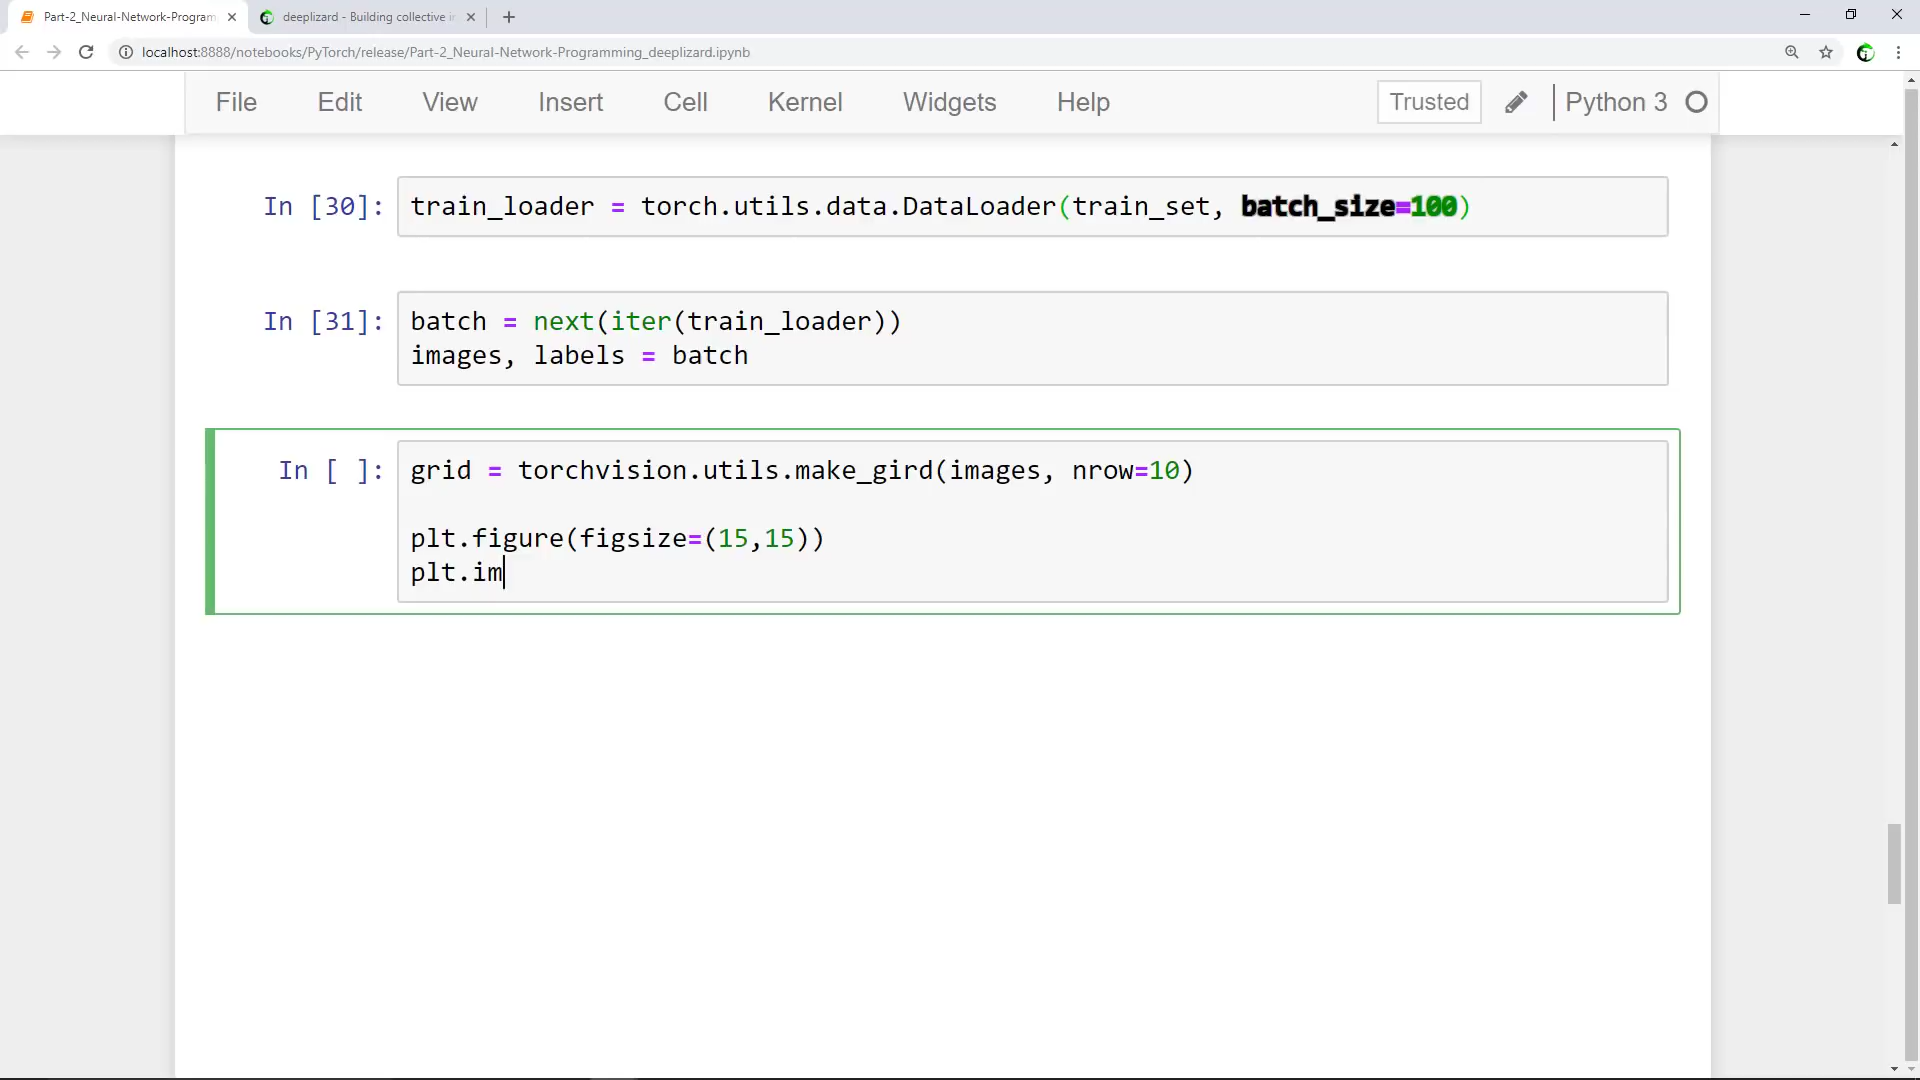 Part-2_Neural-Network-Program
deeplizard - Building collective i
localhost:8888/notebooks/PyTorch/release/Part-2_Neural-Network-Programming_deeplizard.ipynb
File Edit View Insert Cell Kernel Widgets Help Trusted Python 3
In [30]: train_loader = torch.utils.data.DataLoader(train_set, batch_size=100)
In [31]: batch = next(iter(train_loader))
images, labels = batch
In [ ]: grid = torchvision.utils.make_gird(images, nrow=10)
plt.figure(figsize=(15,15))
plt.im